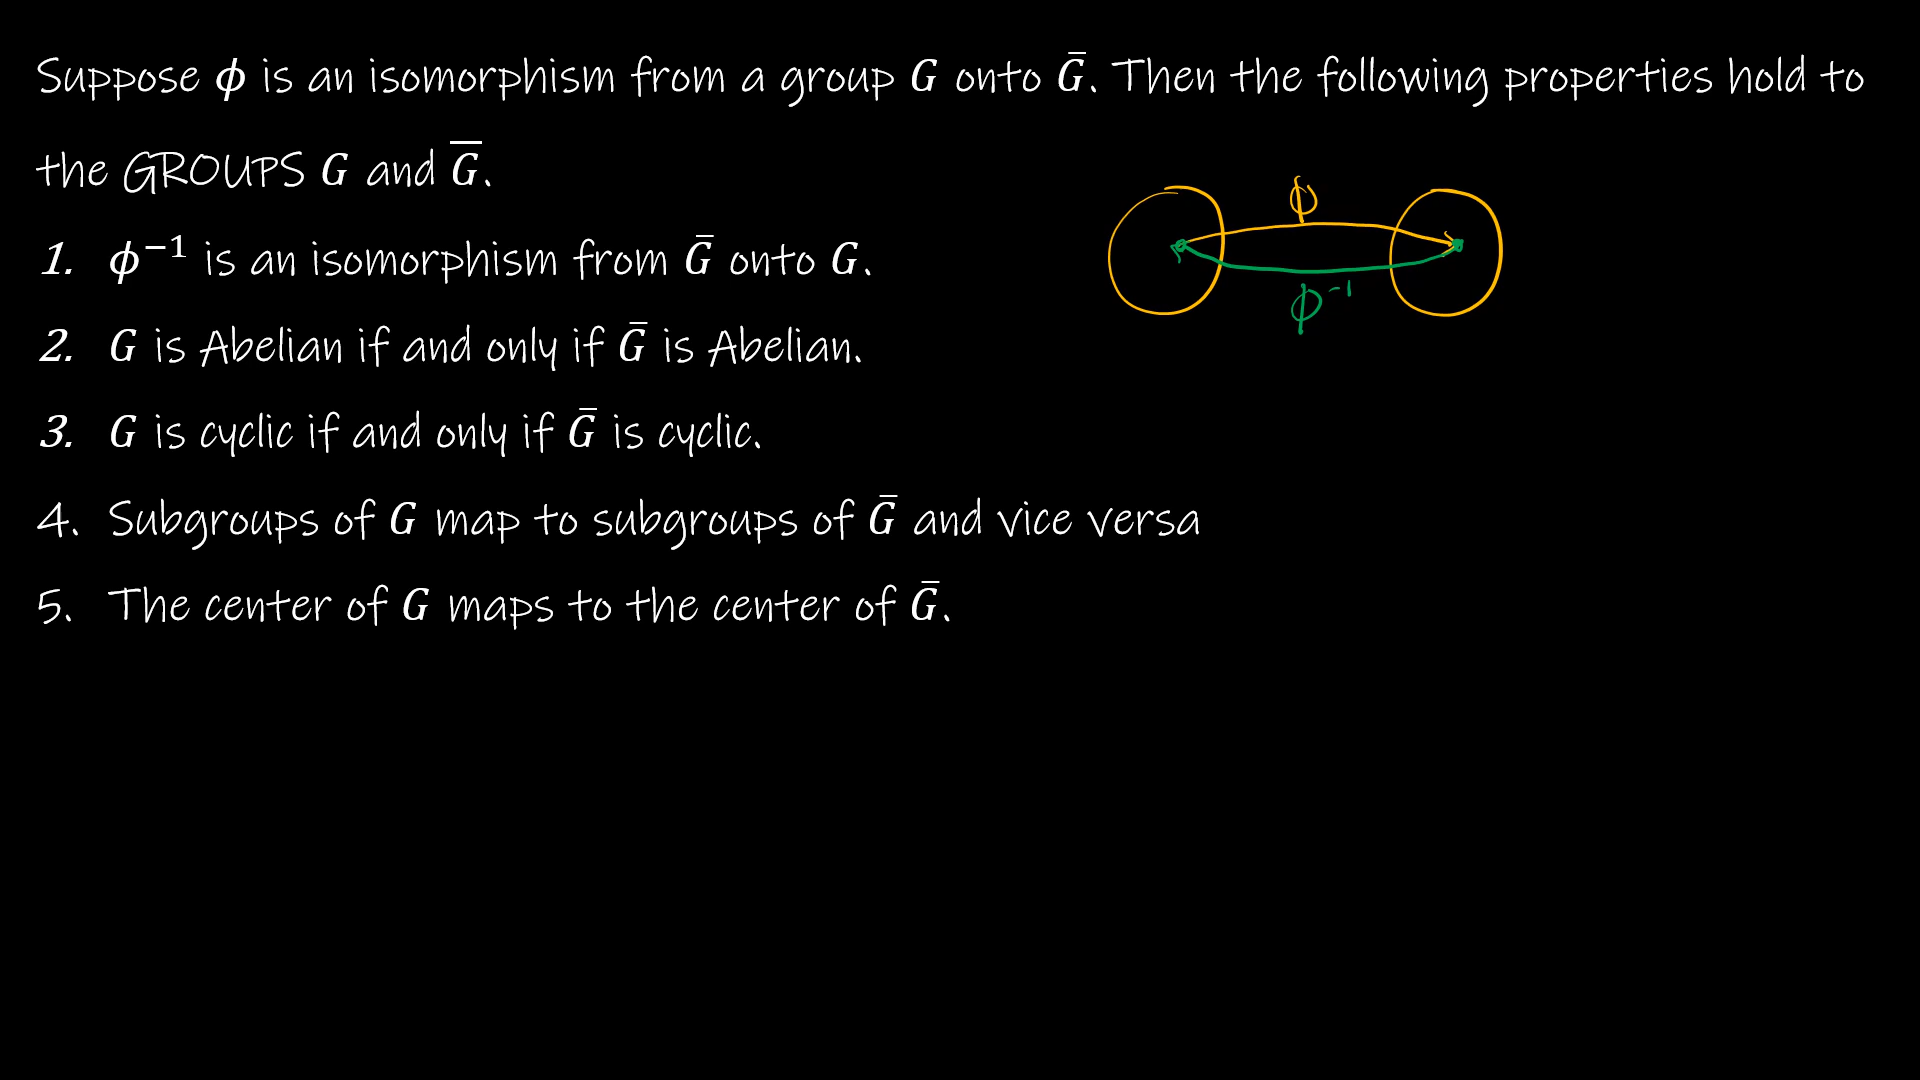 Suppose ϕ is an isomorphism from a group G onto G̅. Then the following properties hold to
the GROUPS G and G̅.
1. ϕ⁻¹ is an isomorphism from G̅ onto G.
2. G is Abelian if and only if G̅ is Abelian.
3. G is cyclic if and only if G̅ is cyclic.
4. Subgroups of G map to subgroups of G̅ and vice versa
5. The center of G maps to the center of G̅.
ϕ
ϕ⁻¹